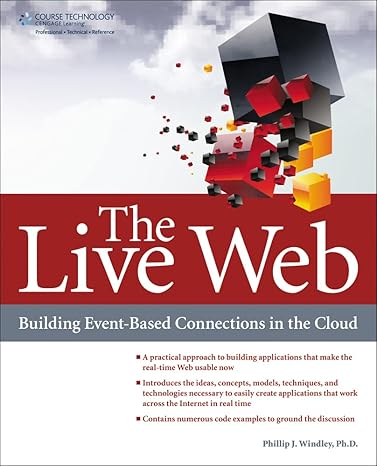 COURSE TECHNOLOGY
CENGAGE Learning
Professional • Technical • Reference
The
Live Web
Building Event-Based Connections in the Cloud
■ A practical approach to building applications that make the
real-time Web usable now
■ Introduces the ideas, concepts, models, techniques, and
technologies necessary to easily create applications that work
across the Internet in real time
■ Contains numerous code examples to ground the discussion
Phillip J. Windley, Ph.D.